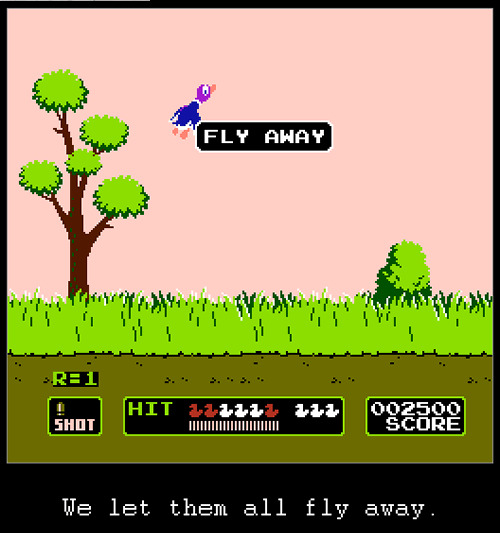 FLY AWAY
R=1
SHOT
HIT
002500
SCORE
We let them all fly away.